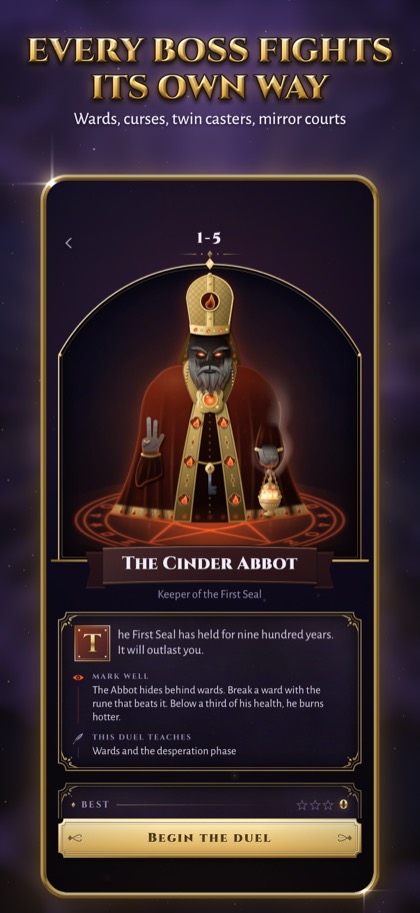 EVERY BOSS FIGHTS
ITS OWN WAY
Wards, curses, twin casters, mirror courts
1-5
THE CINDER ABBOT
Keeper of the First Seal
The First Seal has held for nine hundred years.
It will outlast you.
MARK WELL
The Abbot hides behind wards. Break a ward with the
rune that beats it. Below a third of his health, he burns
hotter.
THIS DUEL TEACHES
Wards and the desperation phase
BEST
BEGIN THE DUEL